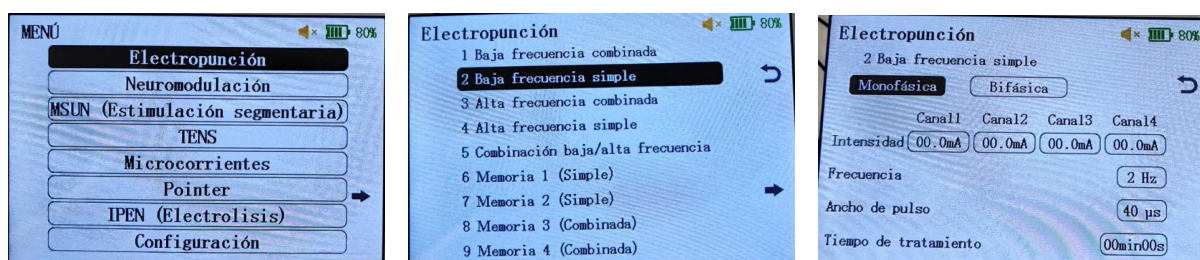 MENÚ 80%
Electropunción
Neuromodulación
MSUN (Estimulación segmentaria)
TENS
Microcorrientes
Pointer
IPEN (Electrolisis)
Configuración
Electropunción 80%
1 Baja frecuencia combinada
2 Baja frecuencia simple
3 Alta frecuencia combinada
4 Alta frecuencia simple
5 Combinación baja/alta frecuencia
6 Memoria 1 (Simple)
7 Memoria 2 (Simple)
8 Memoria 3 (Combinada)
9 Memoria 4 (Combinada)
Electropunción 80%
2 Baja frecuencia simple
Monofásica Bifásica
Canal1 Canal2 Canal3 Canal4
Intensidad 00.0mA 00.0mA 00.0mA 00.0mA
Frecuencia 2 Hz
Ancho de pulso 40 µs
Tiempo de tratamiento 00min00s